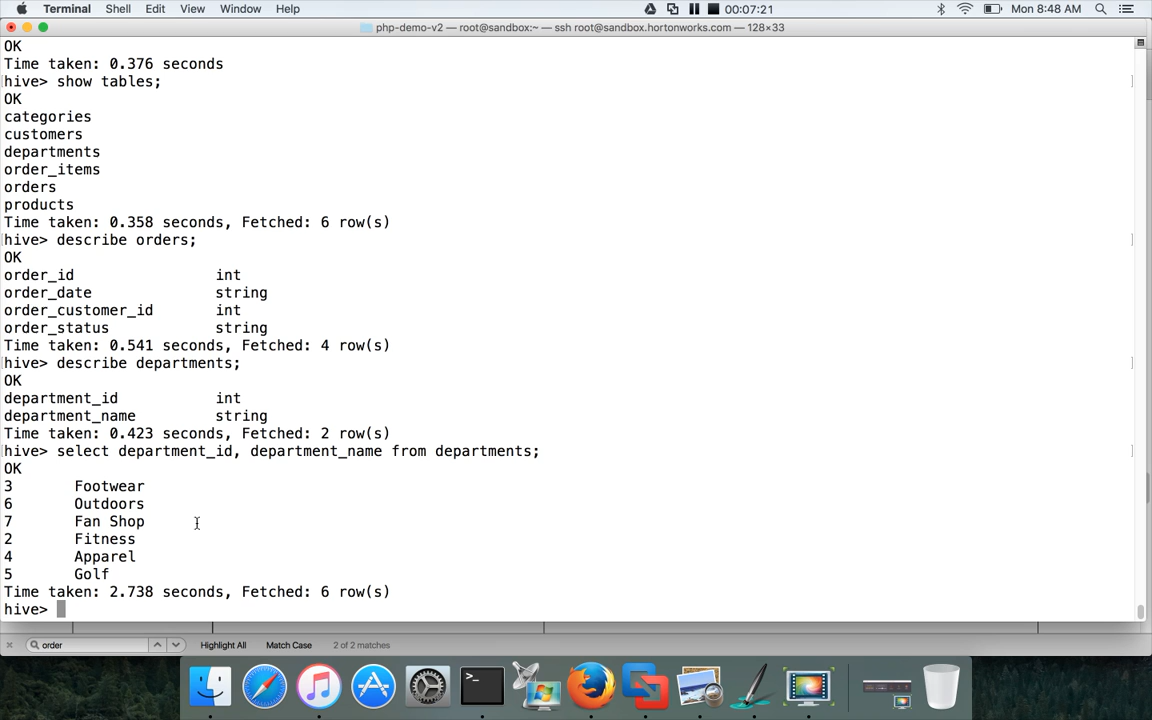 Terminal Shell Edit View Window Help 00:07:21 Mon 8:48 AM
php-demo-v2 — root@sandbox:~ — ssh root@sandbox.hortonworks.com — 128×33
OK
Time taken: 0.376 seconds
hive> show tables;
OK
categories
customers
departments
order_items
orders
products
Time taken: 0.358 seconds, Fetched: 6 row(s)
hive> describe orders;
OK
order_id int
order_date string
order_customer_id int
order_status string
Time taken: 0.541 seconds, Fetched: 4 row(s)
hive> describe departments;
OK
department_id int
department_name string
Time taken: 0.423 seconds, Fetched: 2 row(s)
hive> select department_id, department_name from departments;
OK
3 Footwear
6 Outdoors
7 Fan Shop
2 Fitness
4 Apparel
5 Golf
Time taken: 2.738 seconds, Fetched: 6 row(s)
hive>
order Highlight All Match Case 2 of 2 matches